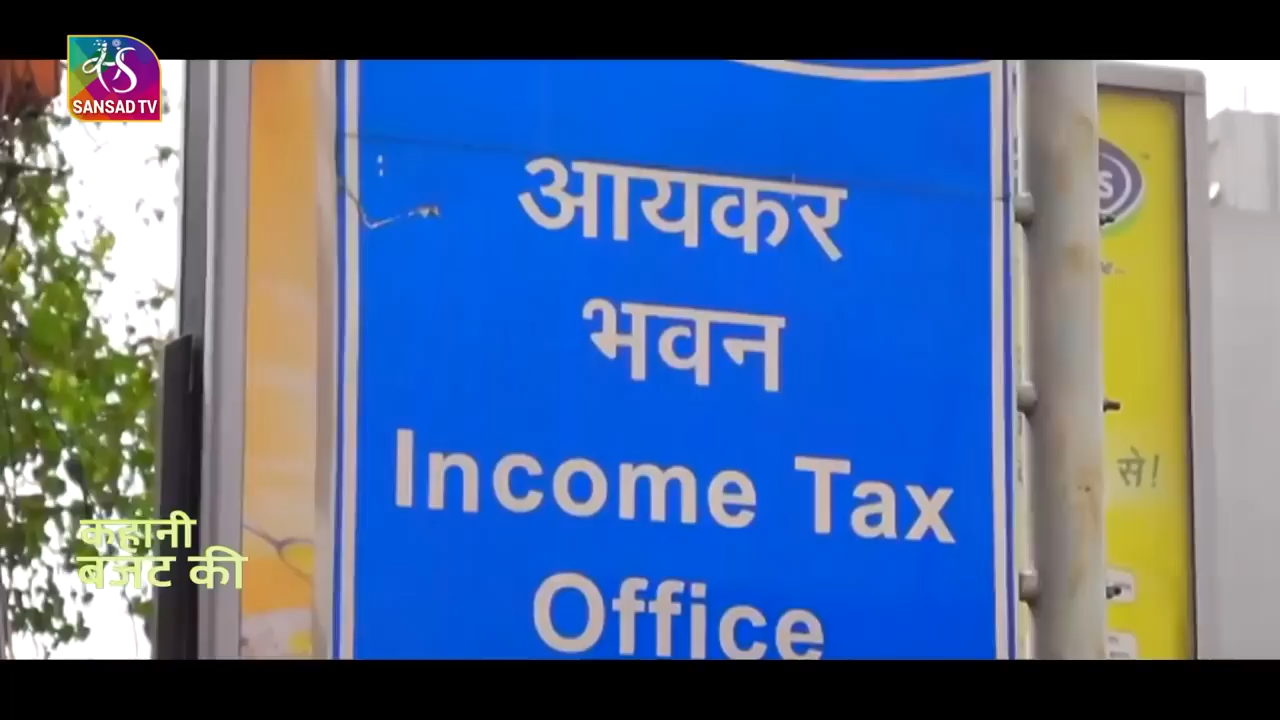 SANSAD TV
आयकर
भवन
Income Tax
Office
से!
कहानी
बजट की